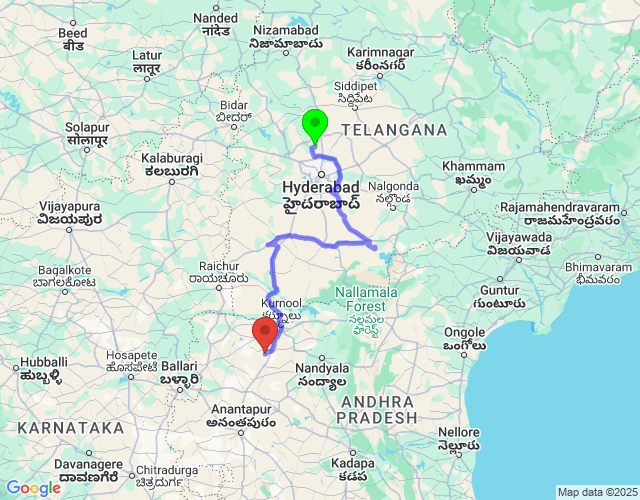 Nanded
नांदेड
Beed
बीड
Nizamabad
నిజామాబాదు
Latur
लातूर
Karimnagar
కరీంనగర్
Siddipet
సిద్దిపేట
Bidar
ಬೀದರ್
TELANGANA
Solapur
सोलापूर
Kalaburagi
ಕಲಬುರಗಿ
Khammam
ఖమ్మం
Hyderabad
హైదరాబాద్
Nalgonda
నల్గొండ
Vijayapura
ವಿಜಯಪುರ
Rajamahendravaram
రాజమహేంద్రవరం
Vijayawada
విజయవాడ
Bagalkote
ಬಾಗಲಕೋಟ
Raichur
ರಾಯಚೂರು
Bhimavaram
భీమవరం
Nallamala
Forest
నల్లమల
ఫారెస్ట్
Guntur
గుంటూరు
Kurnool
కర్నూలు
Ongole
ఒంగోలు
Hubballi
ಹುಬ್ಬಳ್ಳಿ
Hosapete
ಹೊಸಪೇಟೆ
Ballari
ಬಳ್ಳಾರಿ
Nandyala
నంద్యాల
ANDHRA
PRADESH
Anantapur
అనంతపురం
KARNATAKA
Nellore
నెల్లూరు
Davanagere
ದಾವಣಗೆರೆ
Chitradurga
ಚಿತ್ರದುರ್ಗ
Kadapa
కడప
Google
Map data ©2025